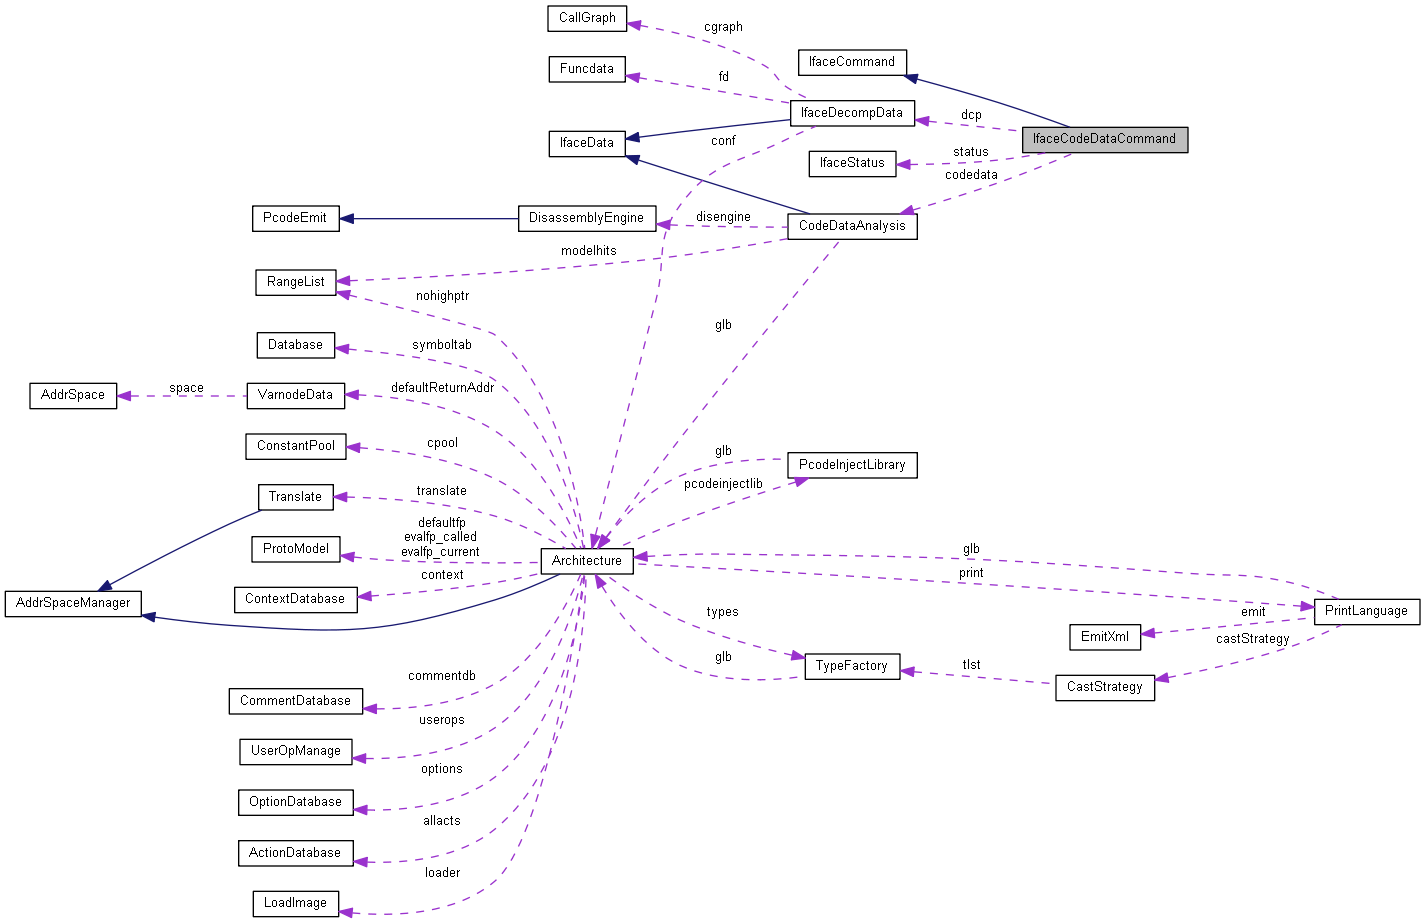 CallGraph
cgraph
IfaceCommand
Funcdata
fd
IfaceDecompData
dcp
IfaceCodeDataCommand
IfaceData
conf
IfaceStatus
status
codedata
PcodeEmit
DisassemblyEngine
disengine
CodeDataAnalysis
modelhits
RangeList
nohighptr
glb
Database
symboltab
AddrSpace
space
VarnodeData
defaultReturnAddr
ConstantPool
cpool
glb
PcodeInjectLibrary
pcodeinjectlib
Translate
translate
defaultfp
evalfp_called
evalfp_current
ProtoModel
Architecture
glb
print
context
ContextDatabase
AddrSpaceManager
types
PrintLanguage
emit
EmitXml
castStrategy
glb
TypeFactory
tlst
CastStrategy
commentdb
CommentDatabase
userops
UserOpManage
options
OptionDatabase
allacts
ActionDatabase
loader
LoadImage